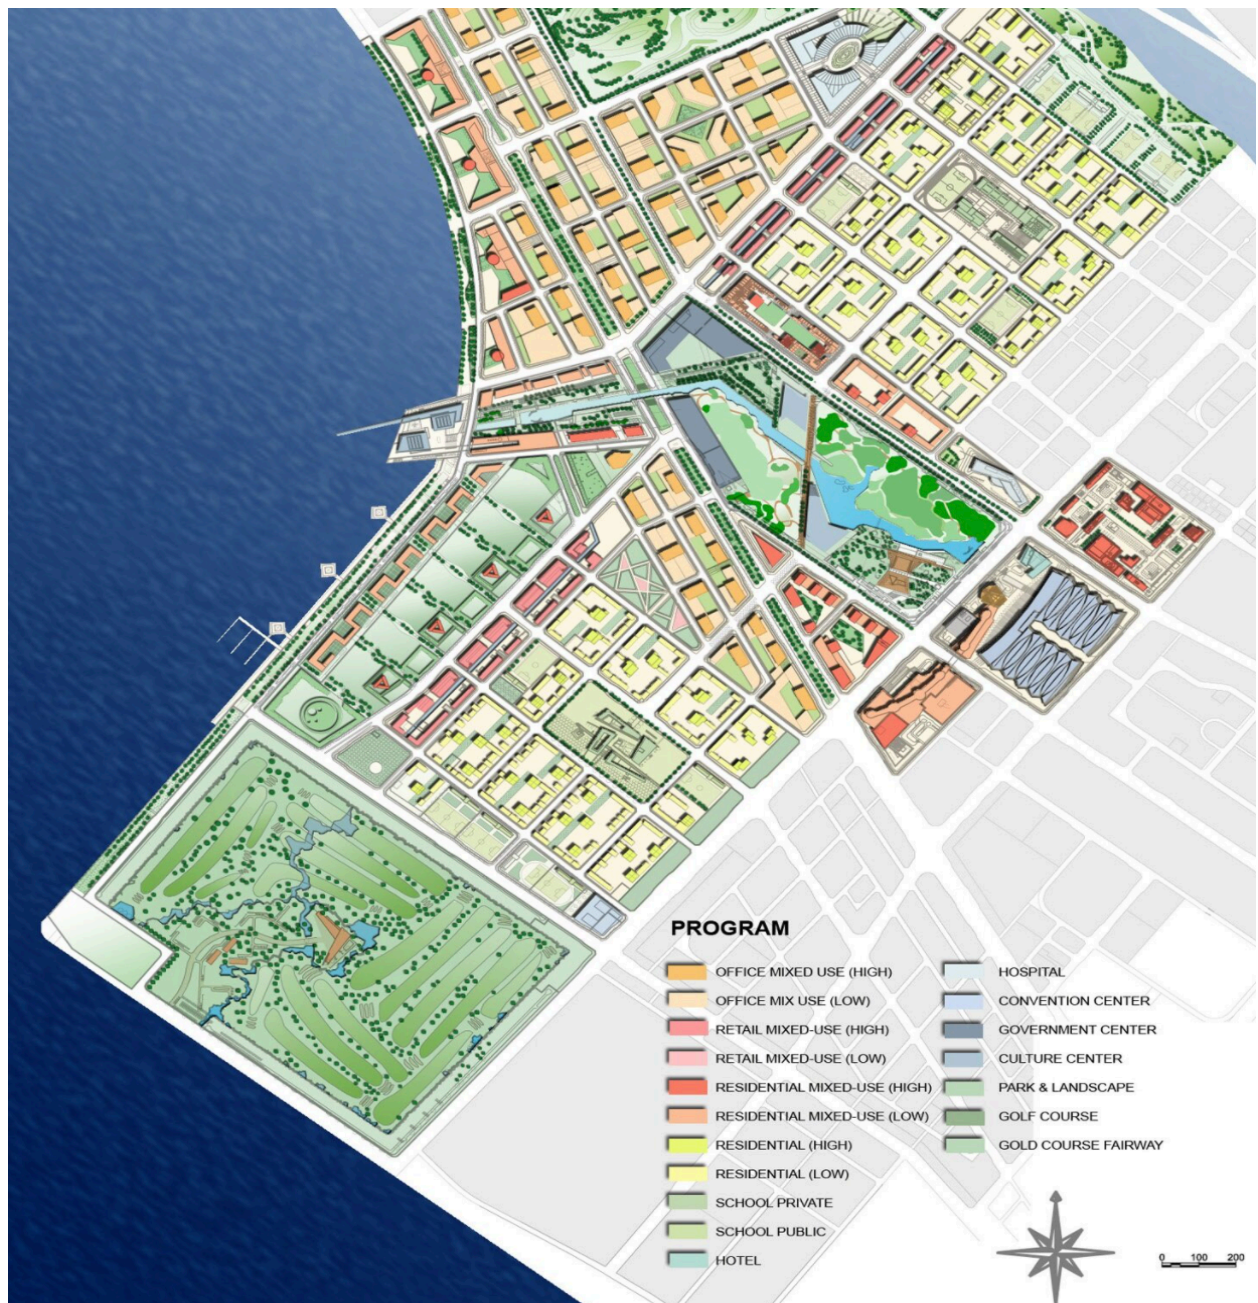 PROGRAM
OFFICE MIXED USE (HIGH)
OFFICE MIX USE (LOW)
RETAIL MIXED-USE (HIGH)
RETAIL MIXED-USE (LOW)
RESIDENTIAL MIXED-USE (HIGH)
RESIDENTIAL MIXED-USE (LOW)
RESIDENTIAL (HIGH)
RESIDENTIAL (LOW)
SCHOOL PRIVATE
SCHOOL PUBLIC
HOTEL
HOSPITAL
CONVENTION CENTER
GOVERNMENT CENTER
CULTURE CENTER
PARK & LANDSCAPE
GOLF COURSE
GOLD COURSE FAIRWAY
0 100 200